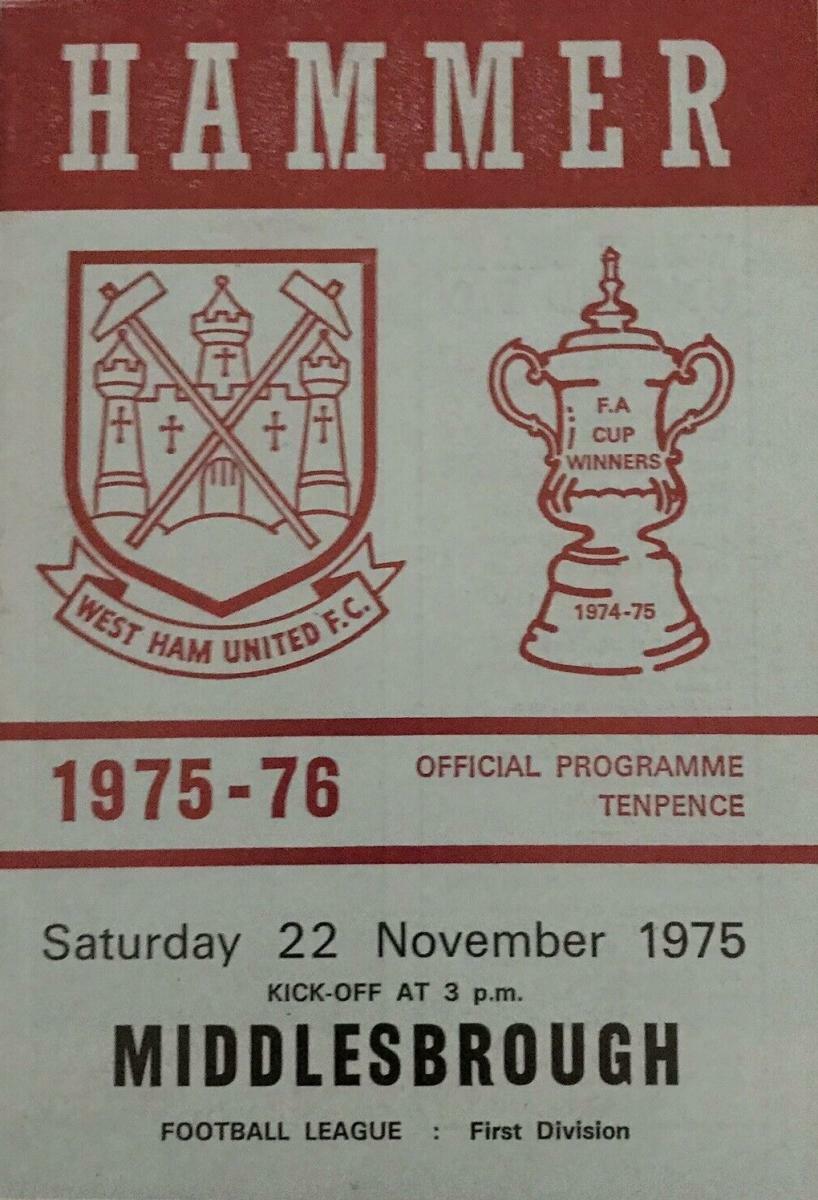 HAMMER
F.A
CUP
WINNERS
1974-75
WEST HAM UNITED F.C.
1975-76
OFFICIAL PROGRAMME
TENPENCE
Saturday 22 November 1975
KICK-OFF AT 3 p.m.
MIDDLESBROUGH
FOOTBALL LEAGUE : First Division